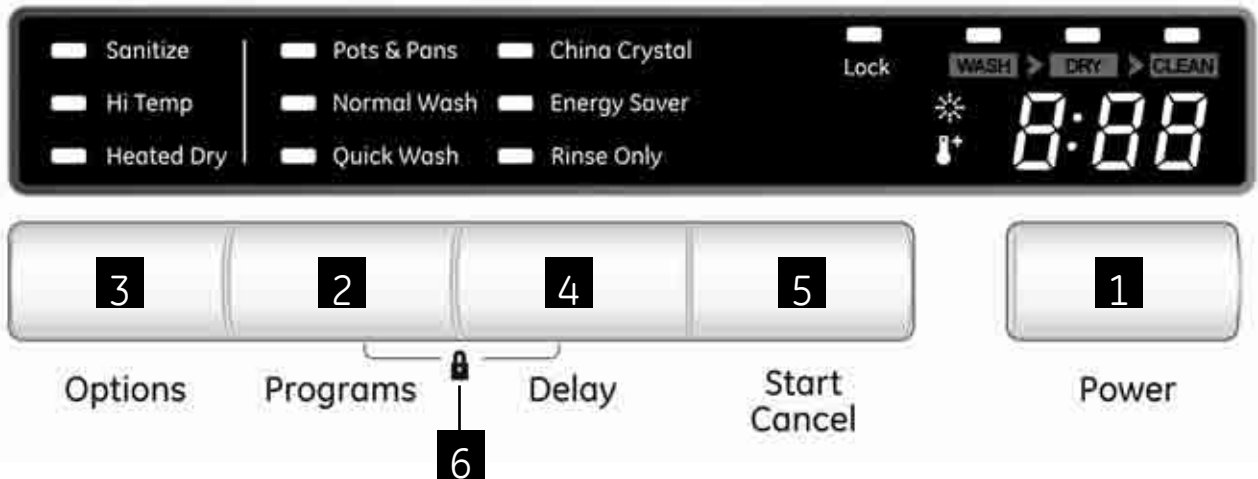 Sanitize Pots & Pans China Crystal
Lock WASH > DRY > CLEAN
Hi Temp Normal Wash Energy Saver
8:88
Heated Dry Quick Wash Rinse Only
3 2 4 5 1
Options Programs Delay Start Cancel Power
6